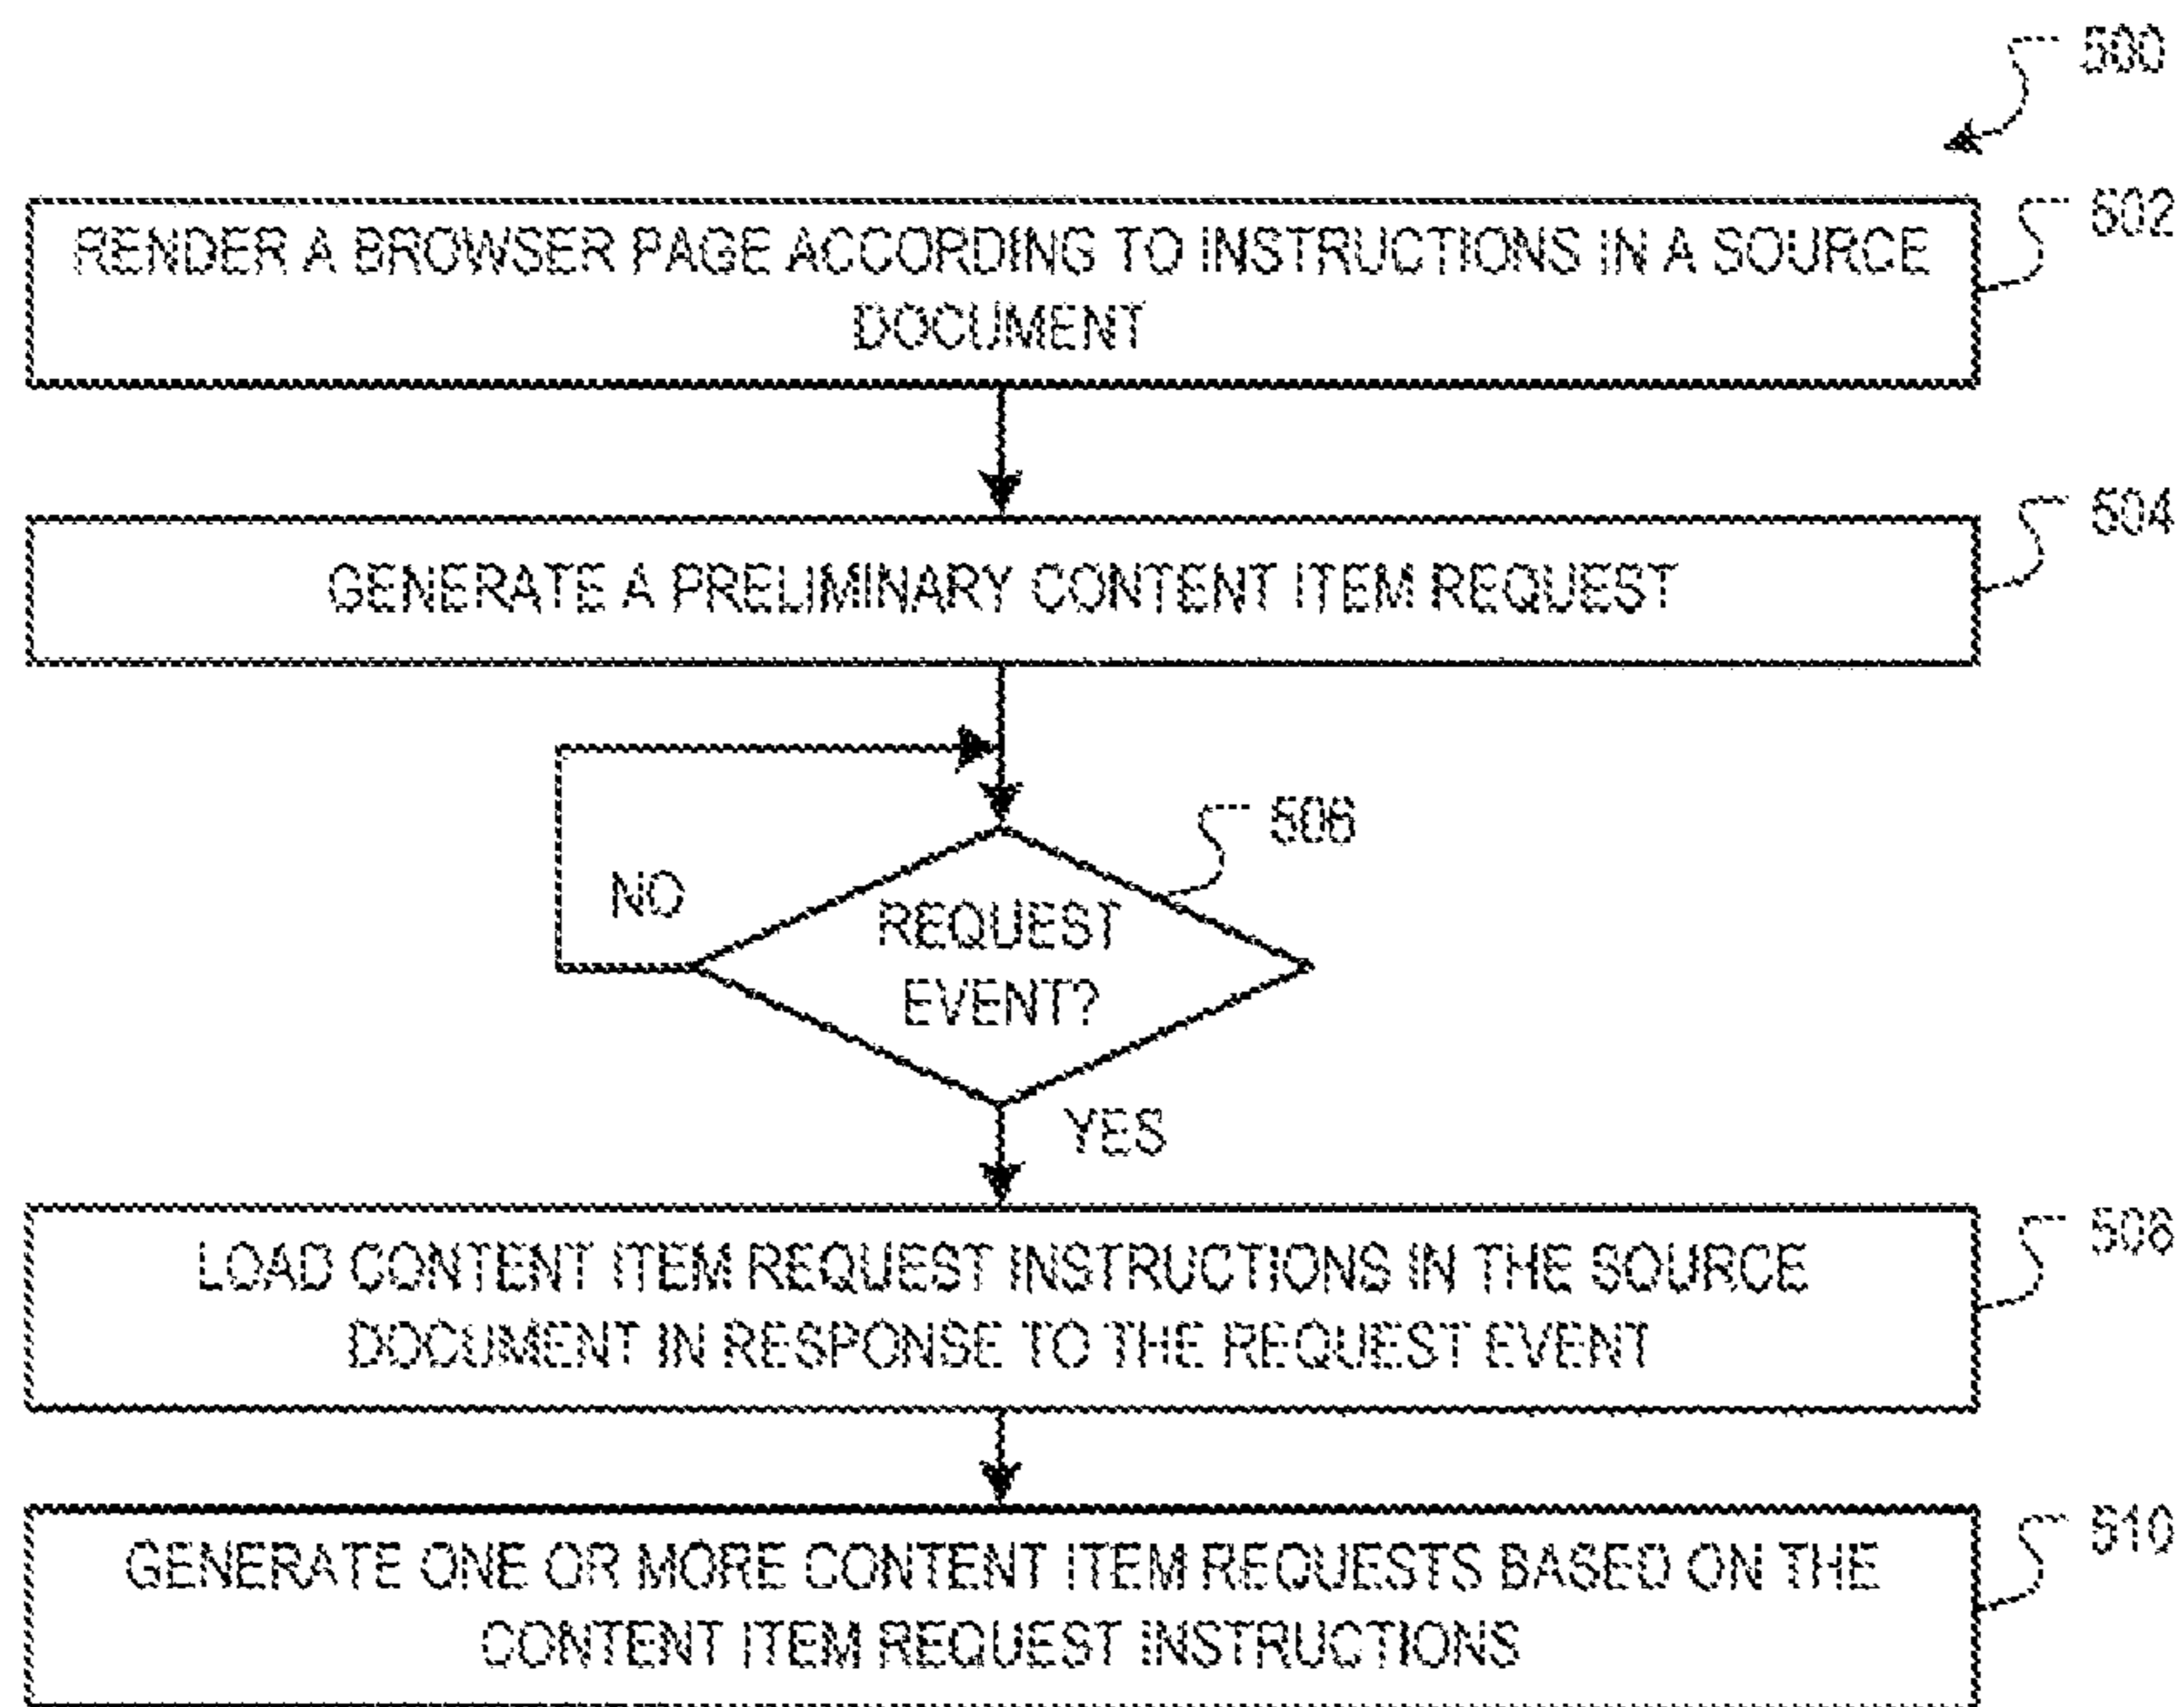 500
RENDER A BROWSER PAGE ACCORDING TO INSTRUCTIONS IN A SOURCE
DOCUMENT
502
GENERATE A PRELIMINARY CONTENT ITEM REQUEST
504
NO
REQUEST
EVENT?
506
YES
LOAD CONTENT ITEM REQUEST INSTRUCTIONS IN THE SOURCE
DOCUMENT IN RESPONSE TO THE REQUEST EVENT
508
GENERATE ONE OR MORE CONTENT ITEM REQUESTS BASED ON THE
CONTENT ITEM REQUEST INSTRUCTIONS
510